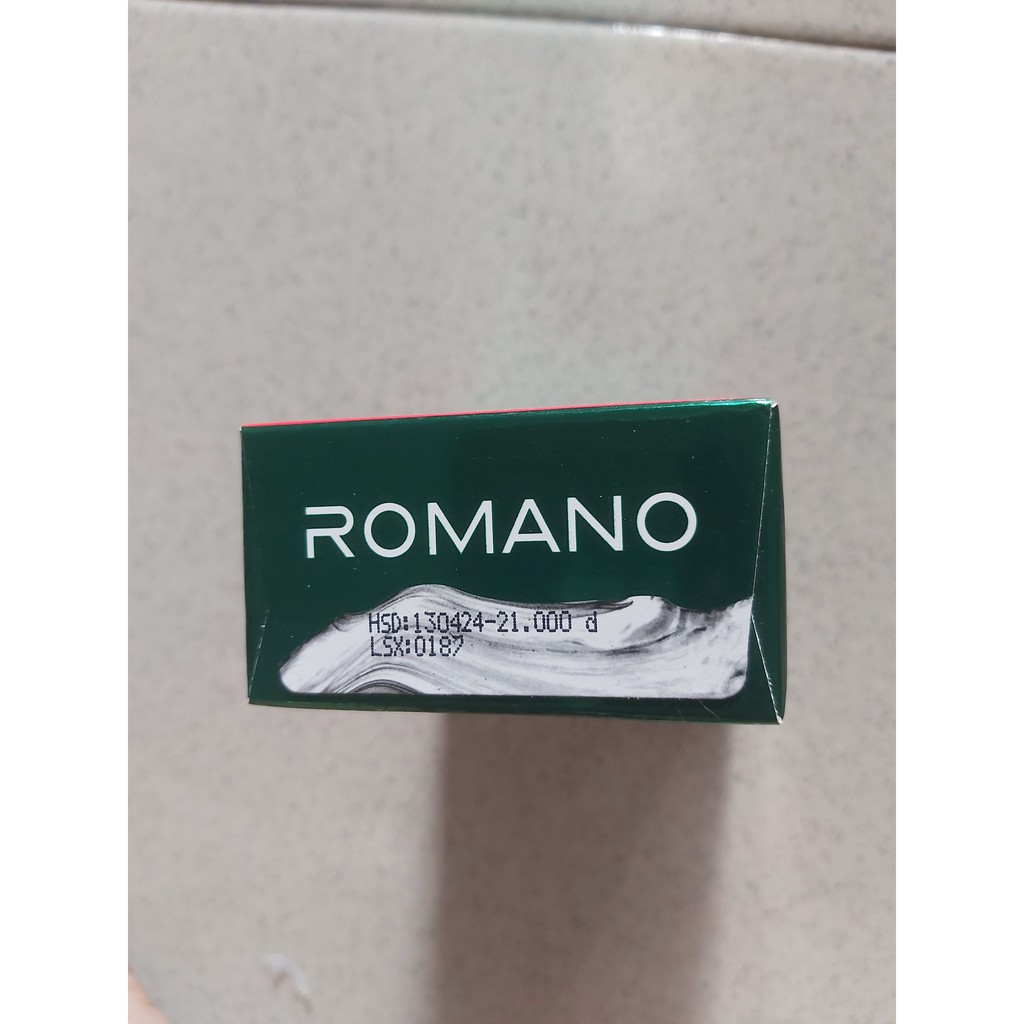 ROMANO
HSD:130424-21.000 đ
LSX:0187